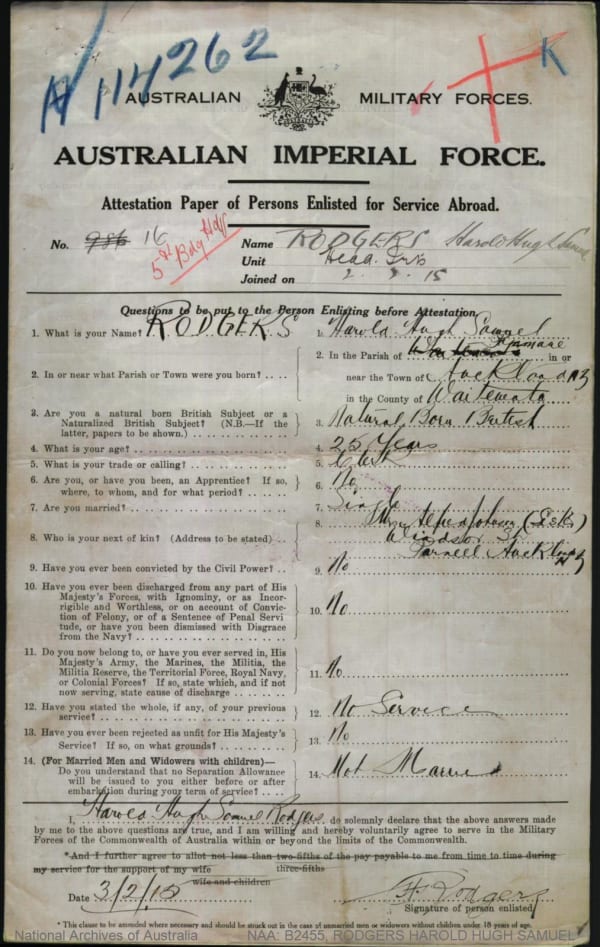 A 114262
K
AUSTRALIAN MILITARY FORCES.
AUSTRALIAN IMPERIAL FORCE.
Attestation Paper of Persons Enlisted for Service Abroad.
No. 16 Name RODGERS Harold Hugh Samuel
5th Bdg Hdq
Unit Head
Joined on 15
Questions to be put to the Person Enlisting before Attestation.
1. What is your Name? RODGERS 1. Harold Hugh Samuel
2. In or near what Parish or Town were you born? .... 2. In the Parish of in or
near the Town of Auckland NZ
in the County of Waitemata
3. Are you a natural born British Subject or a
Naturalized British Subject? (N.B.—If the
latter, papers to be shown.) 3. Natural Born British
4. What is your age? 4. 25 Years
5. What is your trade or calling? 5. Clerk
6. Are you, or have you been, an Apprentice? If so,
where, to whom, and for what period? 6. No
7. Are you married? 7. Single
8. Who is your next of kin? (Address to be stated) 8. Mrs
Windsor St
Parnell Auckland NZ
9. Have you ever been convicted by the Civil Power? 9. No
10. Have you ever been discharged from any part of His
Majesty's Forces, with Ignominy, or as Incor-
rigible and Worthless, or on account of Convic-
tion of Felony, or of a Sentence of Penal Servi
tude, or have you been dismissed with Disgrace
from the Navy? 10. No
11. Do you now belong to, or have you ever served in, His
Majesty's Army, the Marines, the Militia, the
Militia Reserve, the Territorial Force, Royal Navy,
or Colonial Forces? If so, state which, and if not
now serving, state cause of discharge 11. No
12. Have you stated the whole, if any, of your previous
service? 12. No Service
13. Have you ever been rejected as unfit for His Majesty's
Service? If so, on what grounds? 13. No
14. (For Married Men and Widowers with children)—
Do you understand that no Separation Allowance
will be issued to you either before or after
embarkation during your term of service? 14. Not Married
I, Harold Hugh Samuel Rodgers do solemnly declare that the above answers made
by me to the above questions are true, and I am willing and hereby voluntarily agree to serve in the Military
Forces of the Commonwealth of Australia within or beyond the limits of the Commonwealth.
*And I further agree to allot not less than two-fifths of the pay payable to me from time to time during
three-fifths
my service for the support of my wife
wife and children
Date 3/2/15 H Rodgers
Signature of person enlisted.
* This clause to be amended where necessary and should be struck out in the case of unmarried men or widowers without children under 18 years of age.
National Archives of Australia NAA: B2455, RODGERS HAROLD HUGH SAMUEL